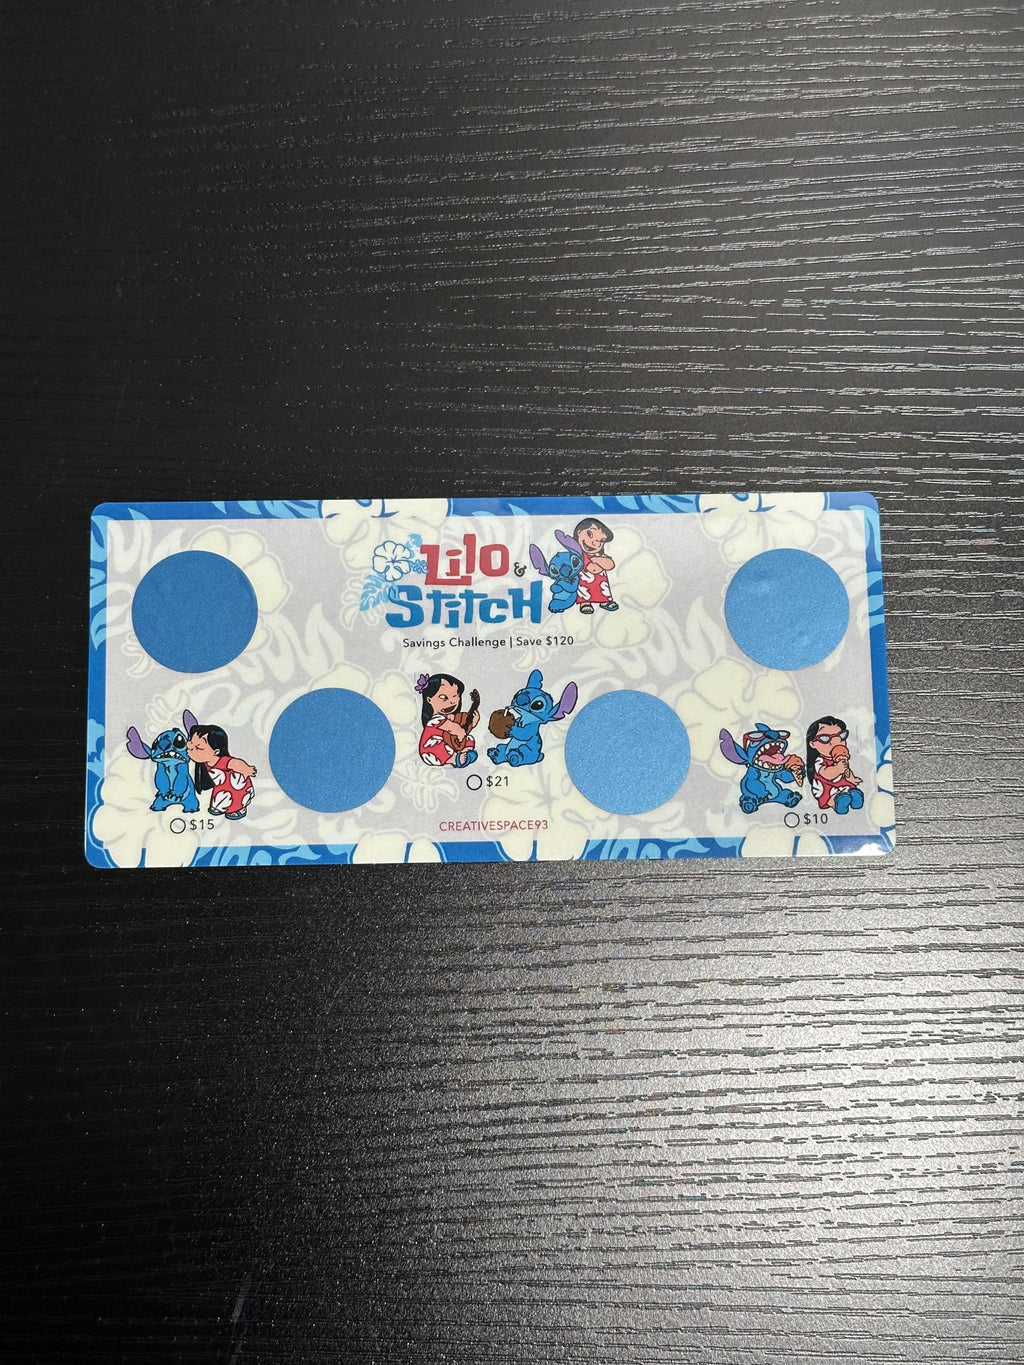 Lilo &
Stitch
Savings Challenge | Save $120
$21
$15
$10
CREATIVESPACE93